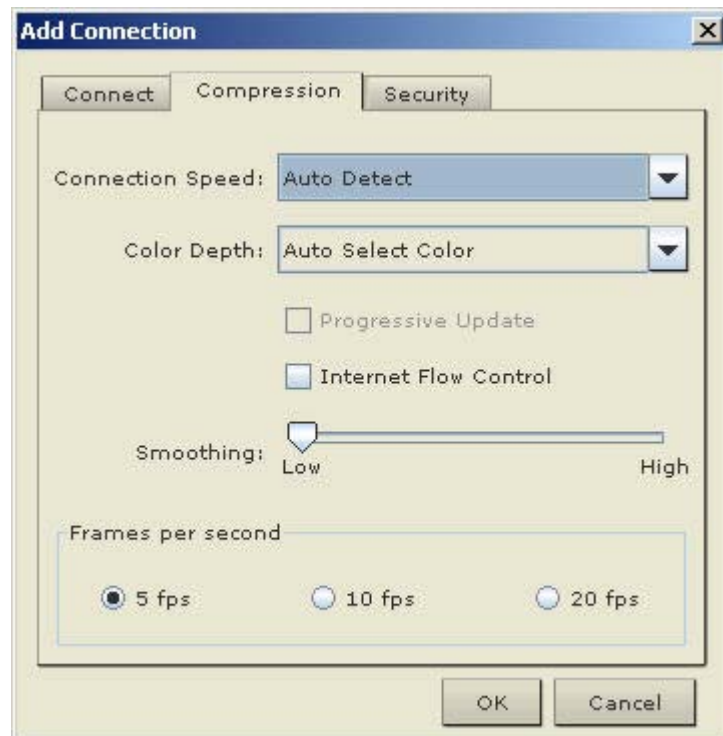 Add Connection
Connect Compression Security
Connection Speed: Auto Detect
Color Depth: Auto Select Color
Progressive Update
Internet Flow Control
Smoothing:
Low High
Frames per second
5 fps 10 fps 20 fps
OK Cancel